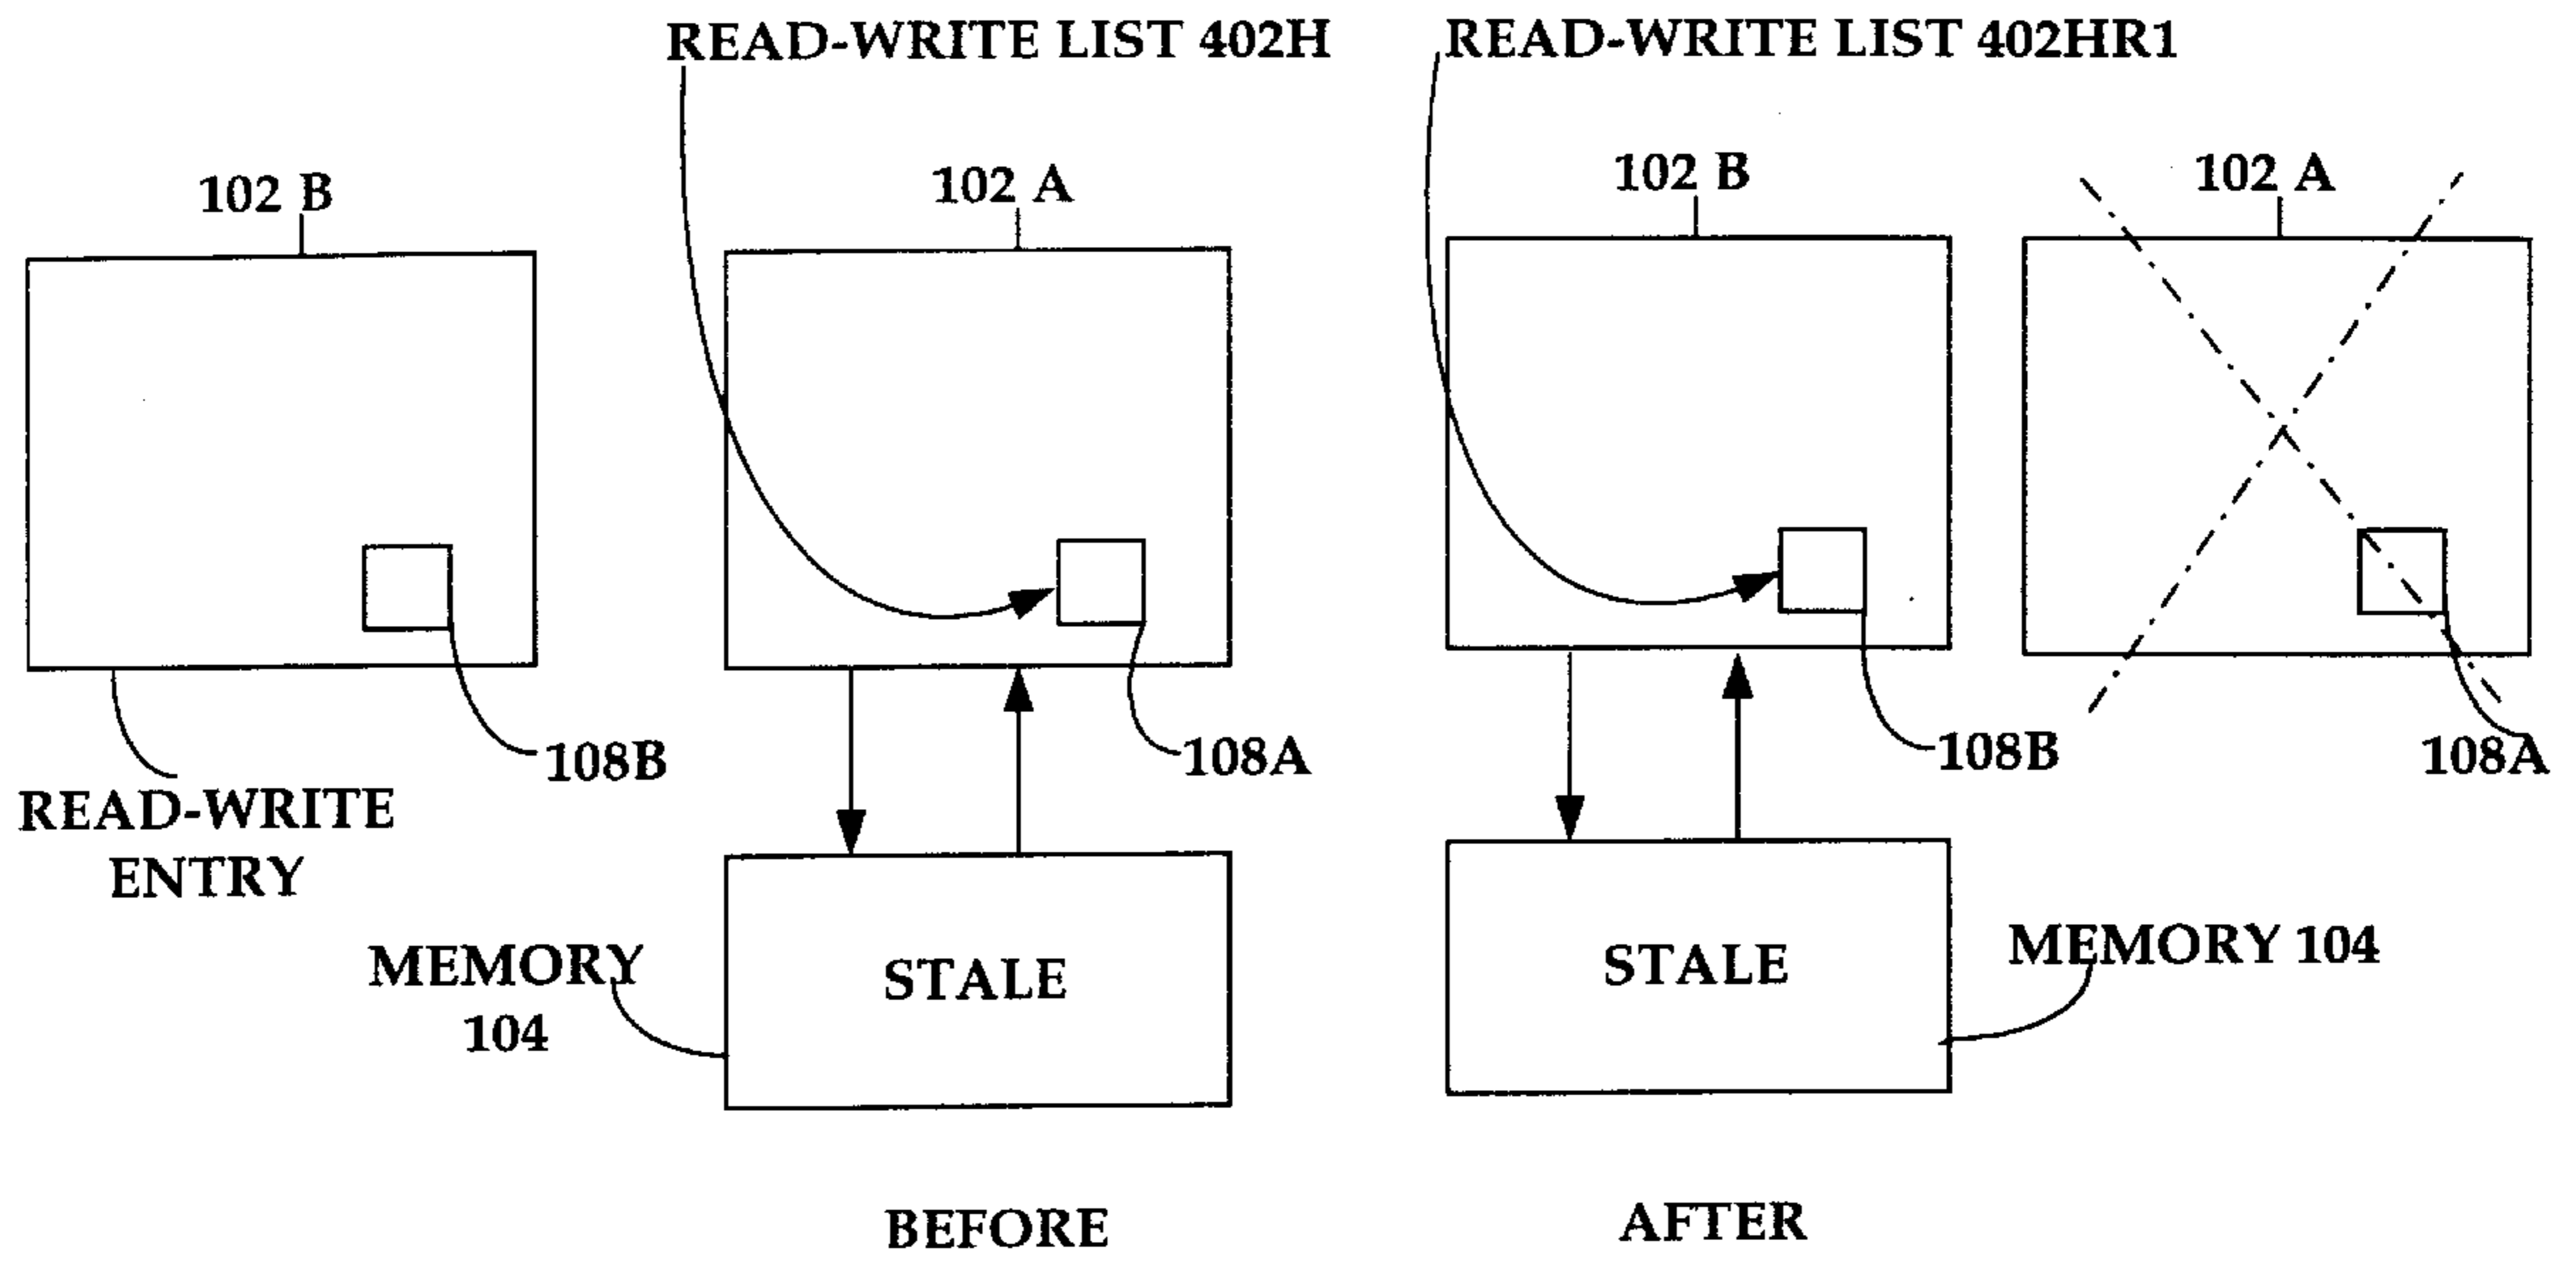 READ-WRITE LIST 402H
READ-WRITE LIST 402HR1
102 B
102 A
102 B
102 A
108B
108A
108B
108A
READ-WRITE
ENTRY
MEMORY
104
STALE
STALE
MEMORY 104
BEFORE
AFTER